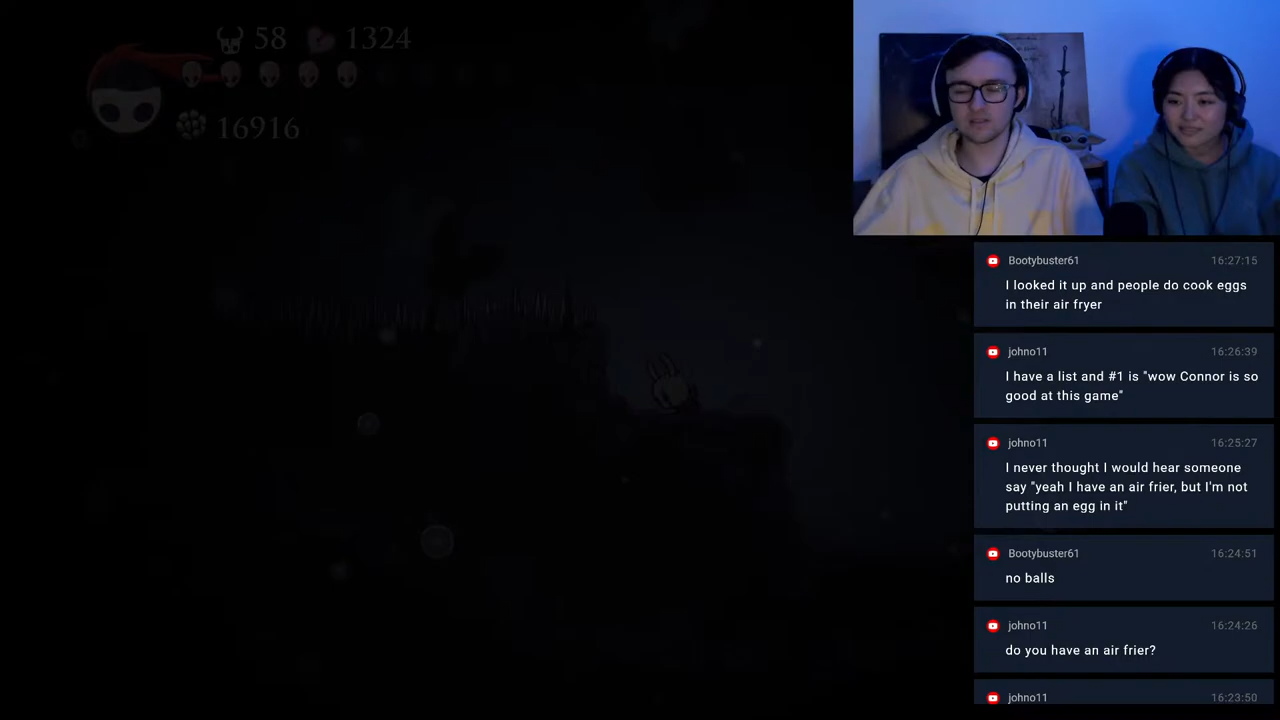 58 1324
16916
Bootybuster61 16:27:15
I looked it up and people do cook eggs
in their air fryer
johno11 16:26:39
I have a list and #1 is "wow Connor is so
good at this game"
johno11 16:25:27
I never thought I would hear someone
say "yeah I have an air frier, but I'm not
putting an egg in it"
Bootybuster61 16:24:51
no balls
johno11 16:24:26
do you have an air frier?
johno11 16:23:50